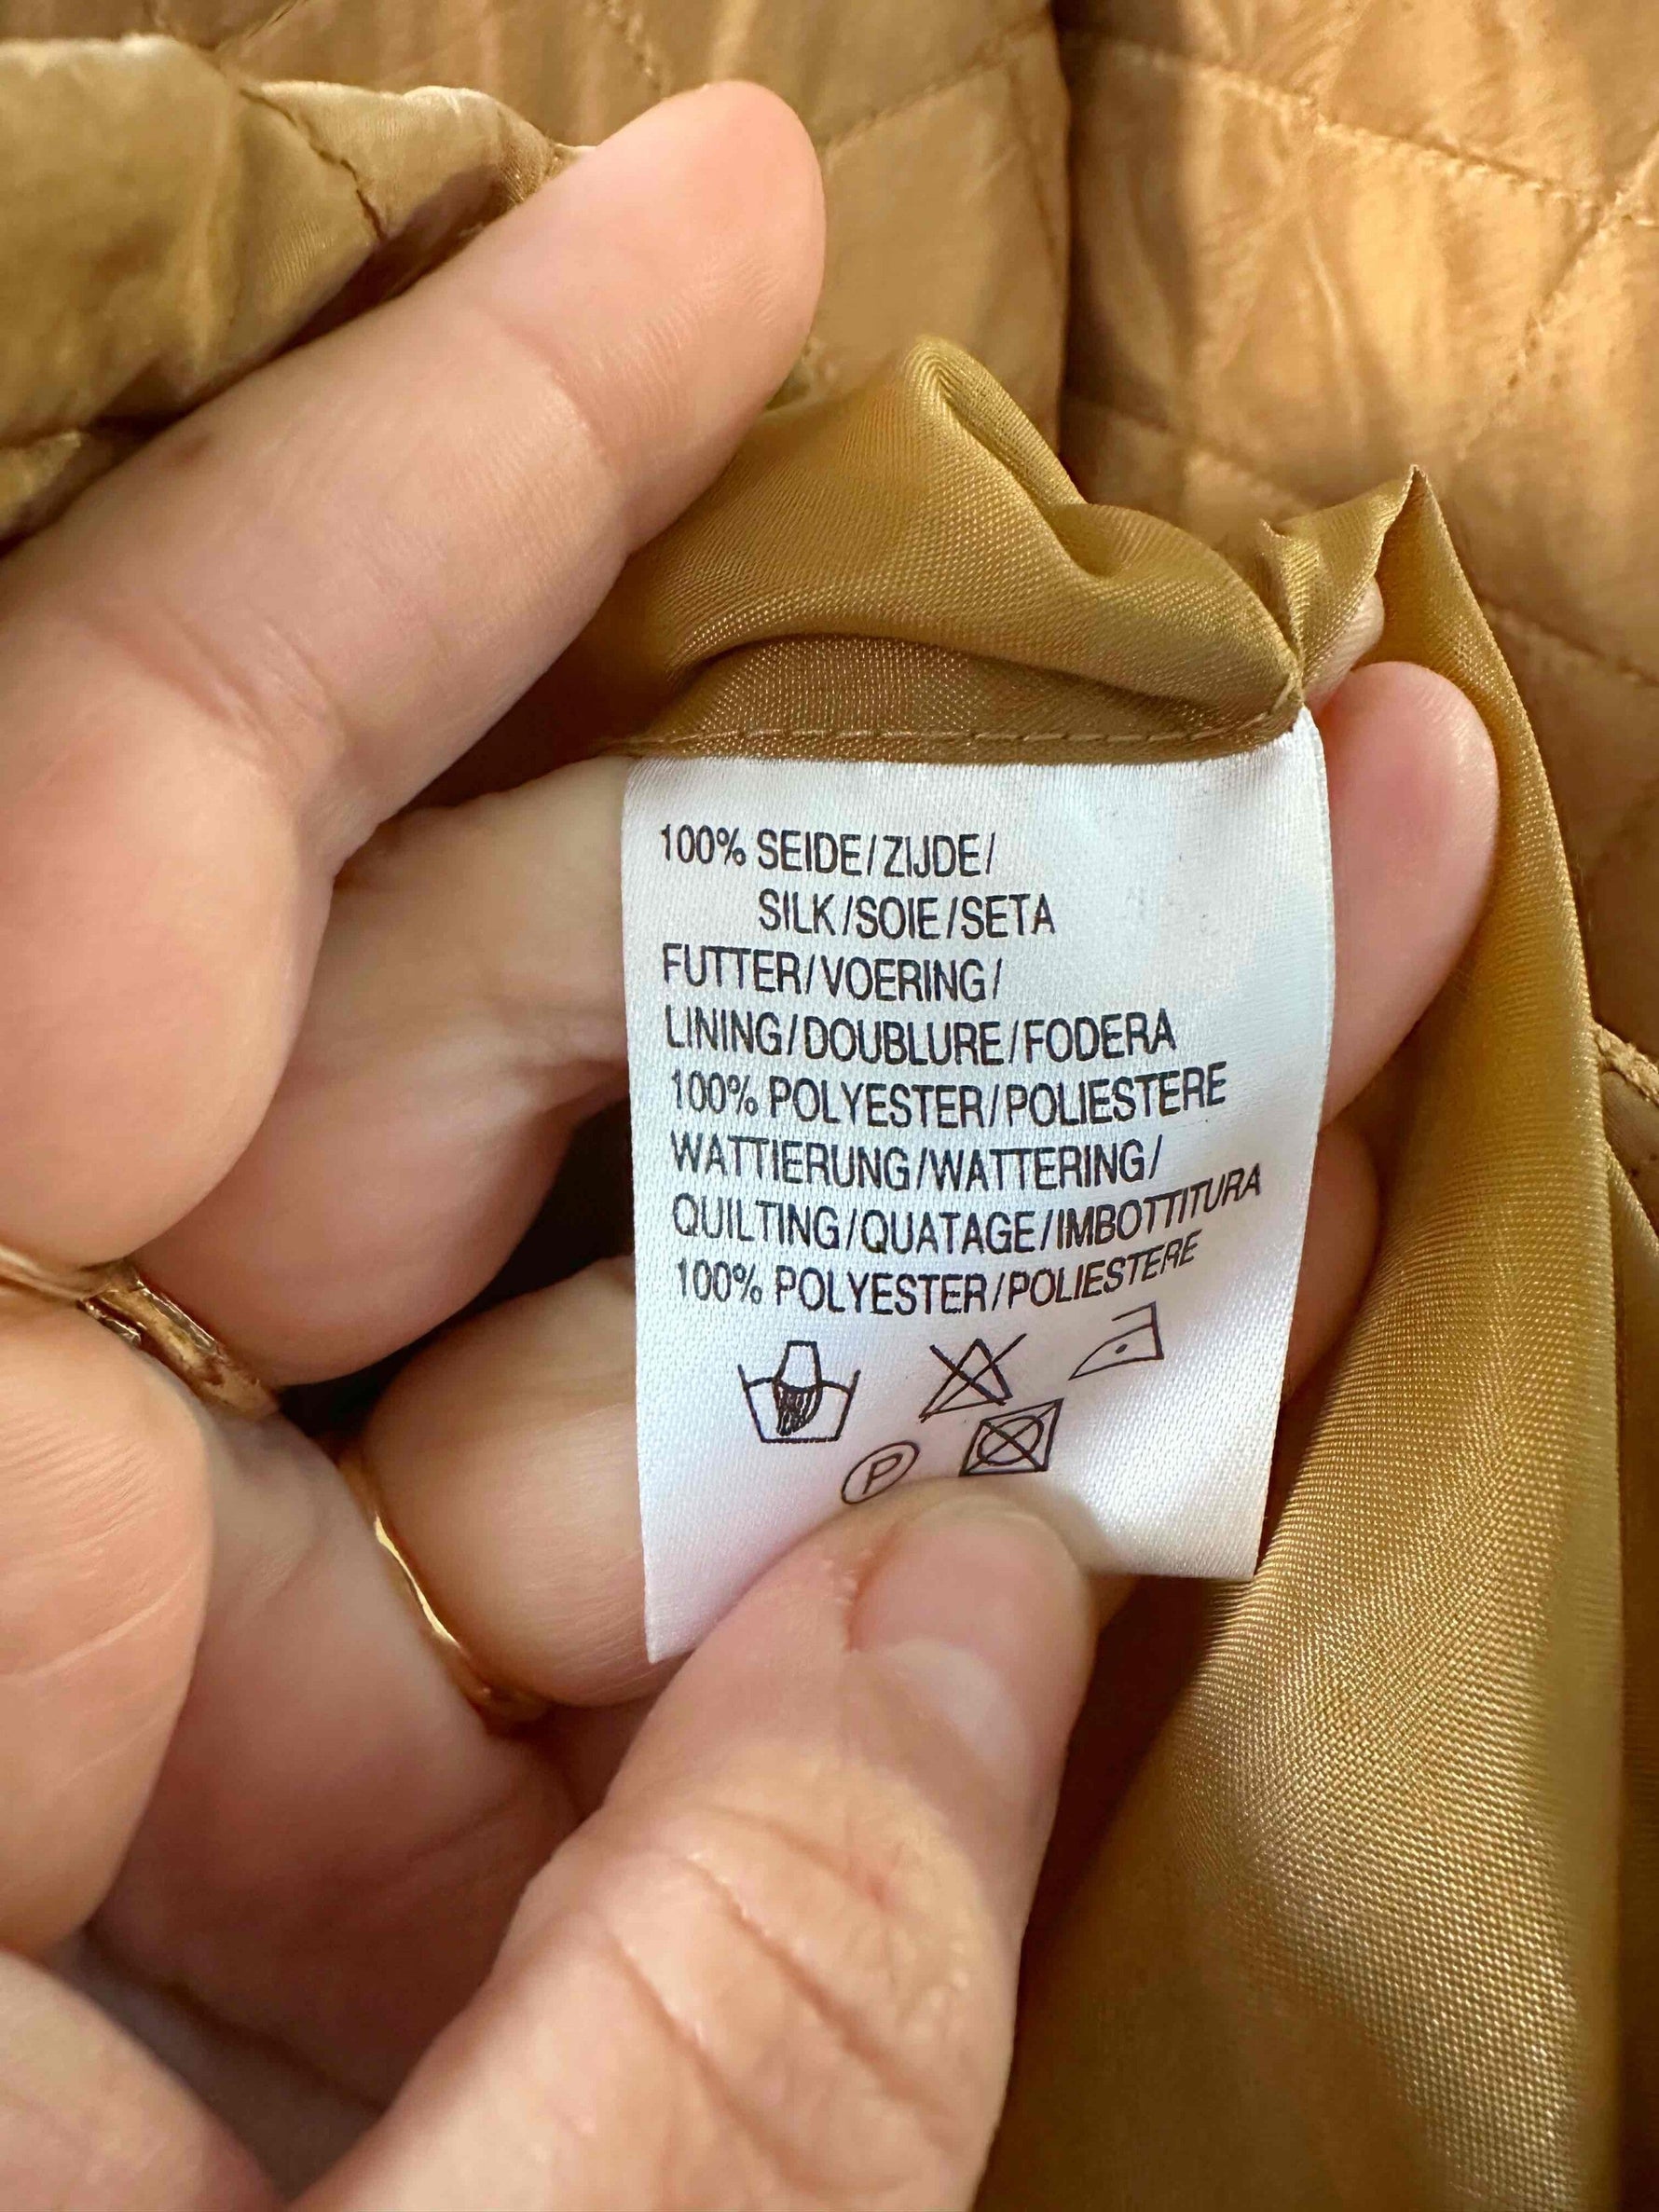 100% SEIDE/ZIJDE/
SILK/SOIE/SETA
FUTTER/VOERING/
LINING/DOUBLURE/FODERA
100% POLYESTER/POLIESTERE
WATTIERUNG/WATTERING/
QUILTING/QUATAGE/IMBOTTITURA
100% POLYESTER/POLIESTERE
P